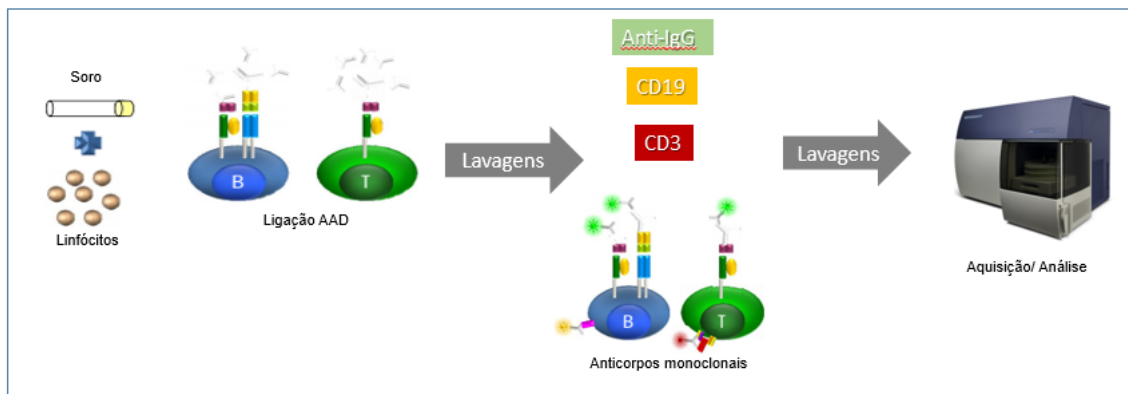 Soro
Linfócitos
B
T
Ligação AAD
Lavagens
Anti-IgG
CD19
CD3
B
T
Anticorpos monoclonais
Lavagens
Aquisição/ Análise